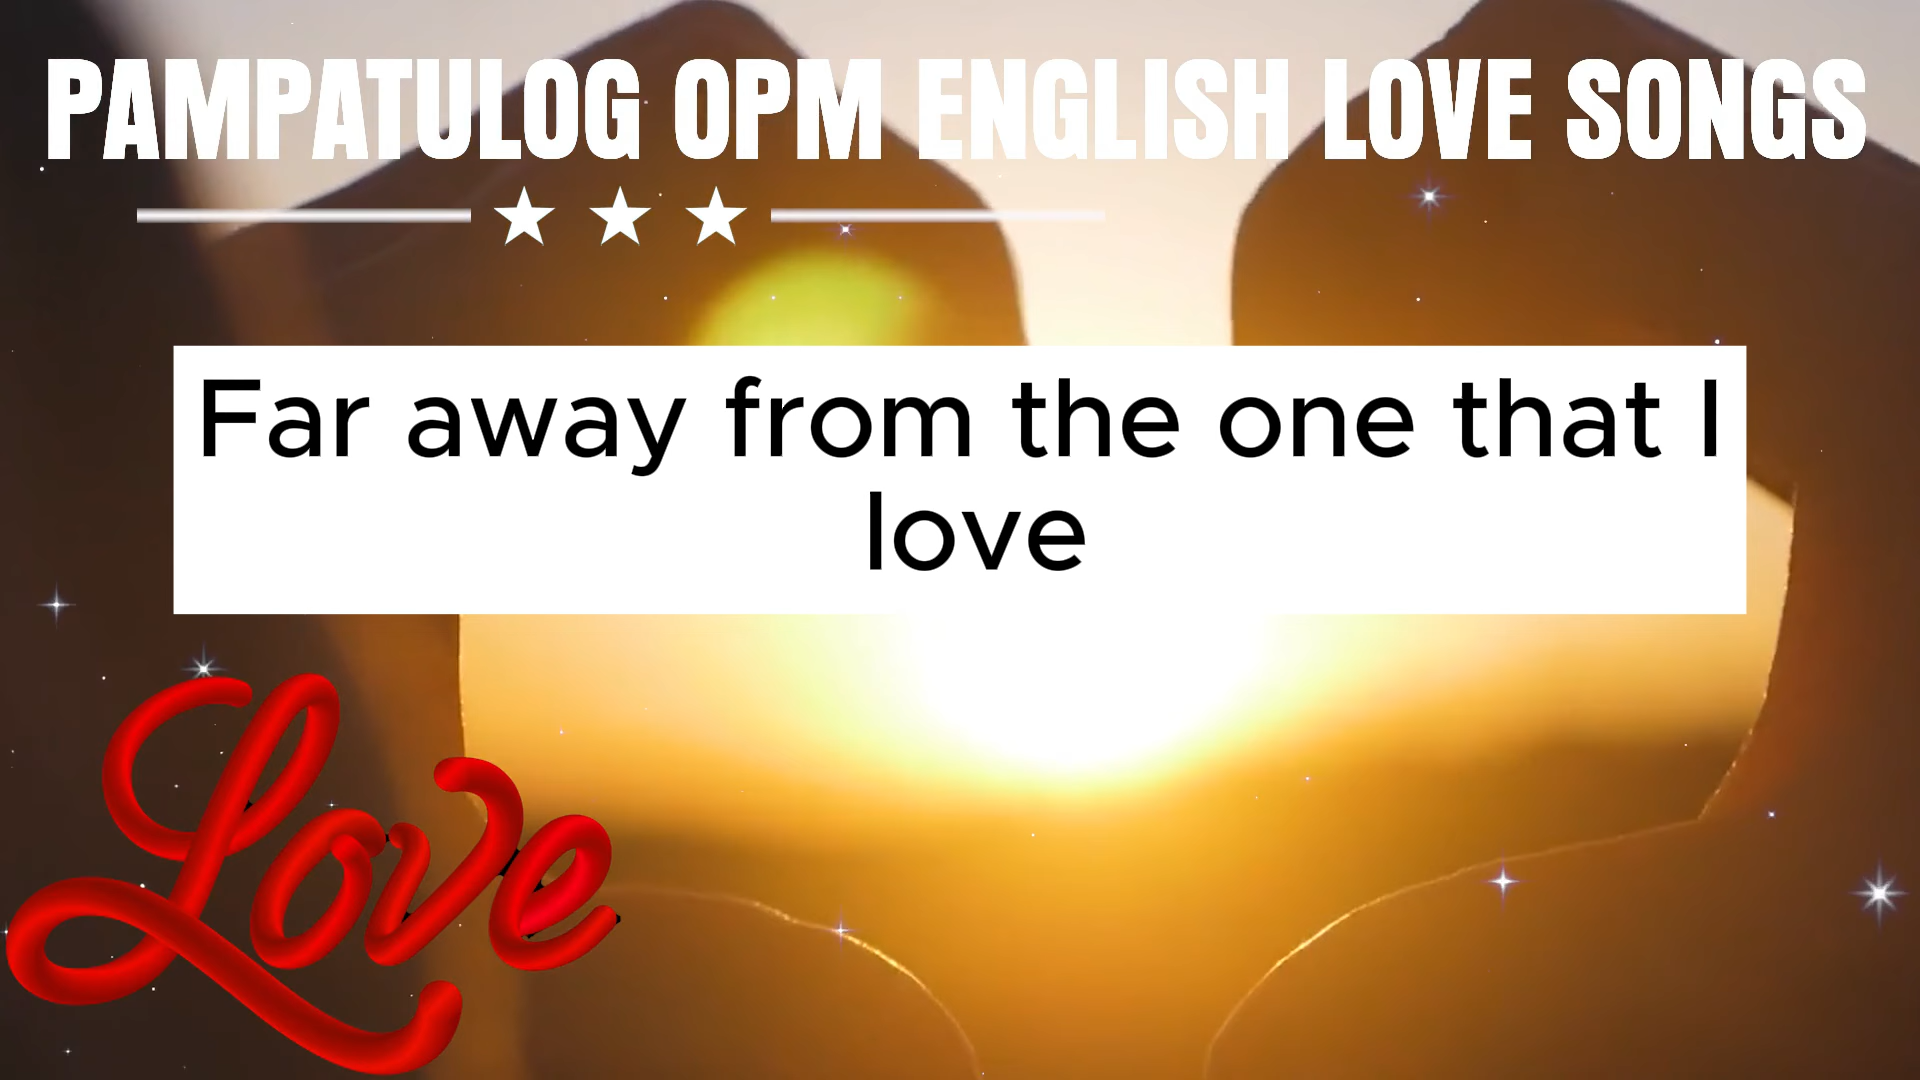 PAMPATULOG OPM ENGLISH LOVE SONGS
Far away from the one that I
love
Love